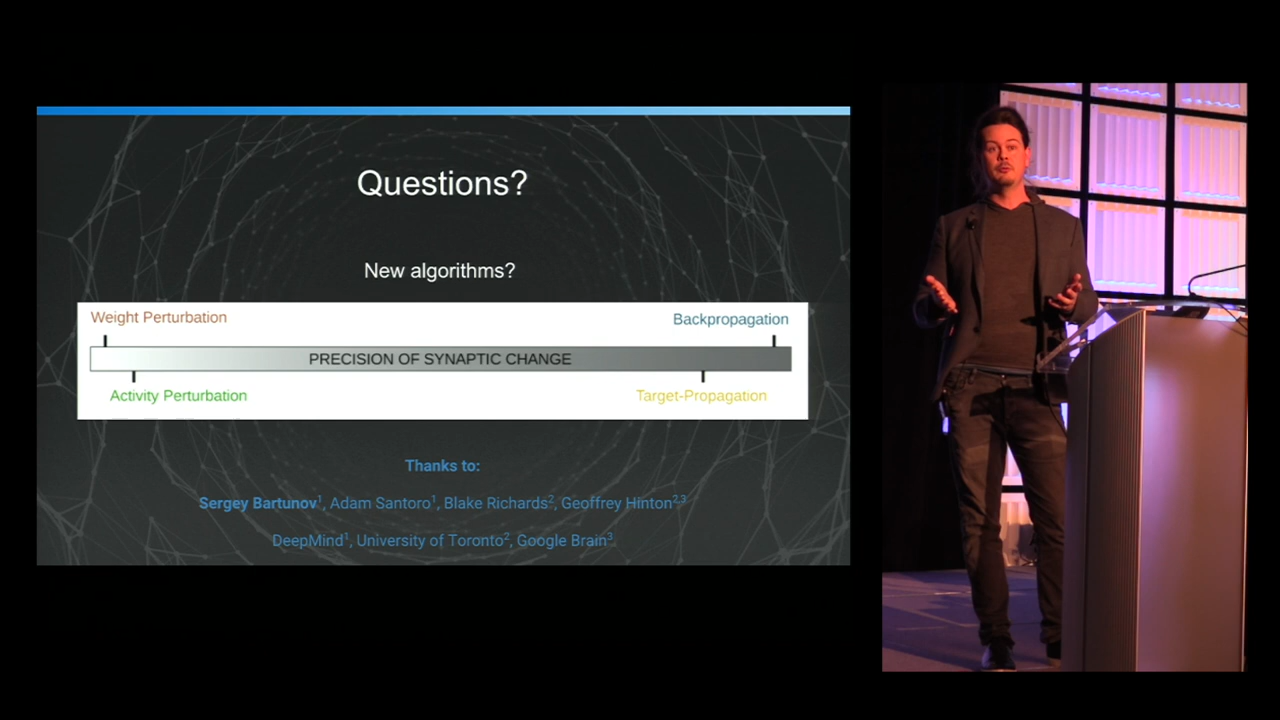 Questions?
New algorithms?
Weight Perturbation
Backpropagation
PRECISION OF SYNAPTIC CHANGE
Activity Perturbation
Target-Propagation
Thanks to:
Sergey Bartunov¹, Adam Santoro¹, Blake Richards², Geoffrey Hinton²,³
DeepMind¹, University of Toronto², Google Brain³